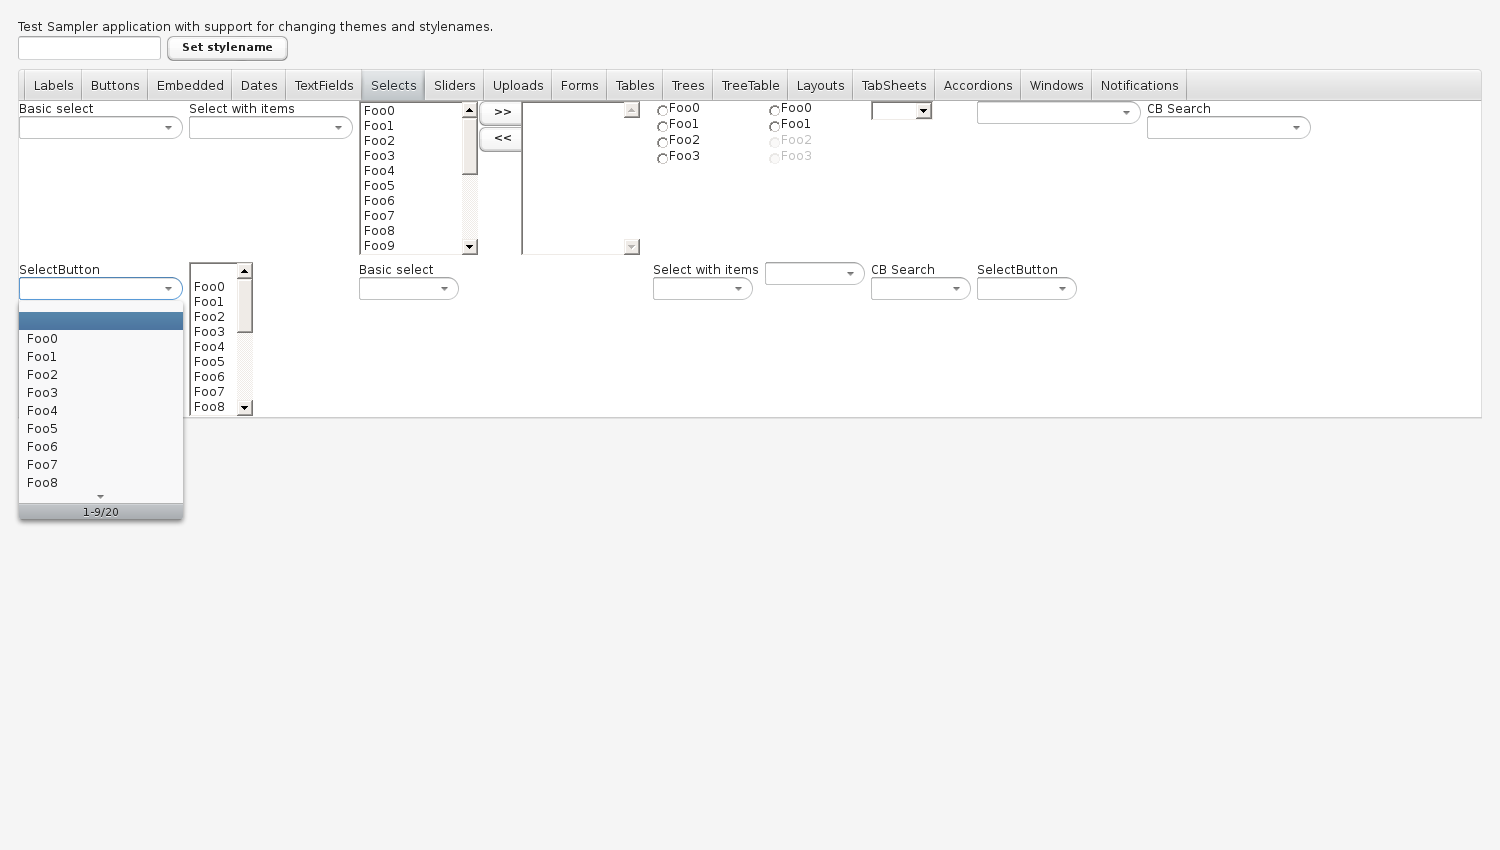 Test Sampler application with support for changing themes and stylenames.
Set stylename
Labels Buttons Embedded Dates TextFields Selects Sliders Uploads Forms Tables Trees TreeTable Layouts TabSheets Accordions Windows Notifications
Basic select
Select with items
Foo0
Foo1
Foo2
Foo3
Foo4
Foo5
Foo6
Foo7
Foo8
Foo9
>>
<<
Foo0
Foo1
Foo2
Foo3
Foo0
Foo1
Foo2
Foo3
CB Search
SelectButton
Foo0
Foo1
Foo2
Foo3
Foo4
Foo5
Foo6
Foo7
Foo8
1-9/20
Foo0
Foo1
Foo2
Foo3
Foo4
Foo5
Foo6
Foo7
Foo8
Basic select
Select with items
CB Search
SelectButton